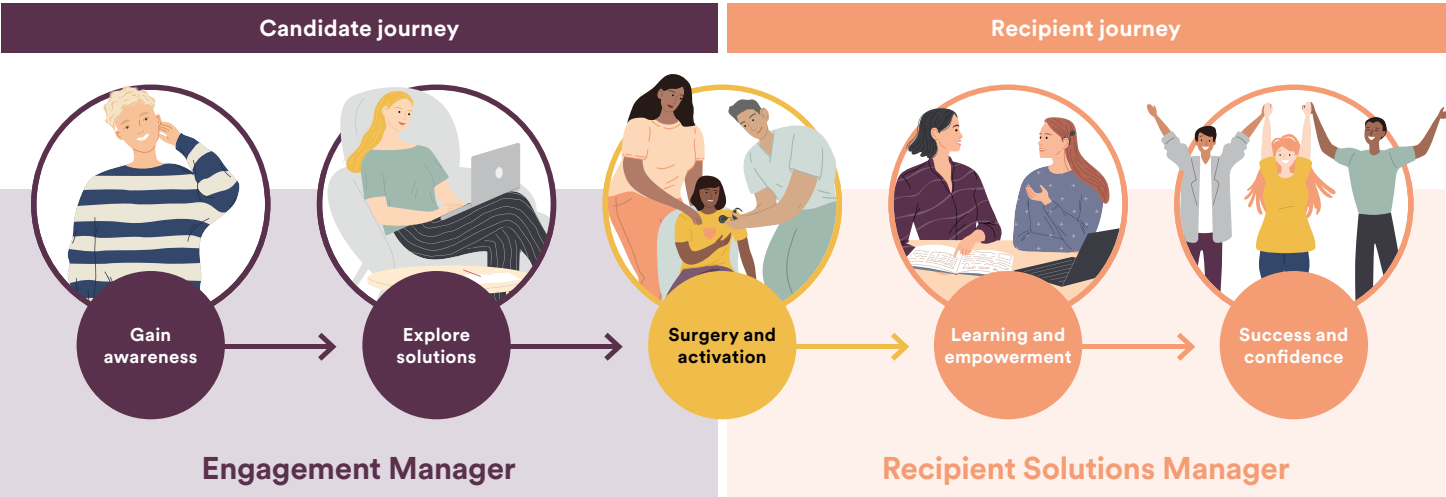 Candidate journey
Recipient journey
Gain
awareness
Explore
solutions
Surgery and
activation
Learning and
empowerment
Success and
confidence
Engagement Manager
Recipient Solutions Manager